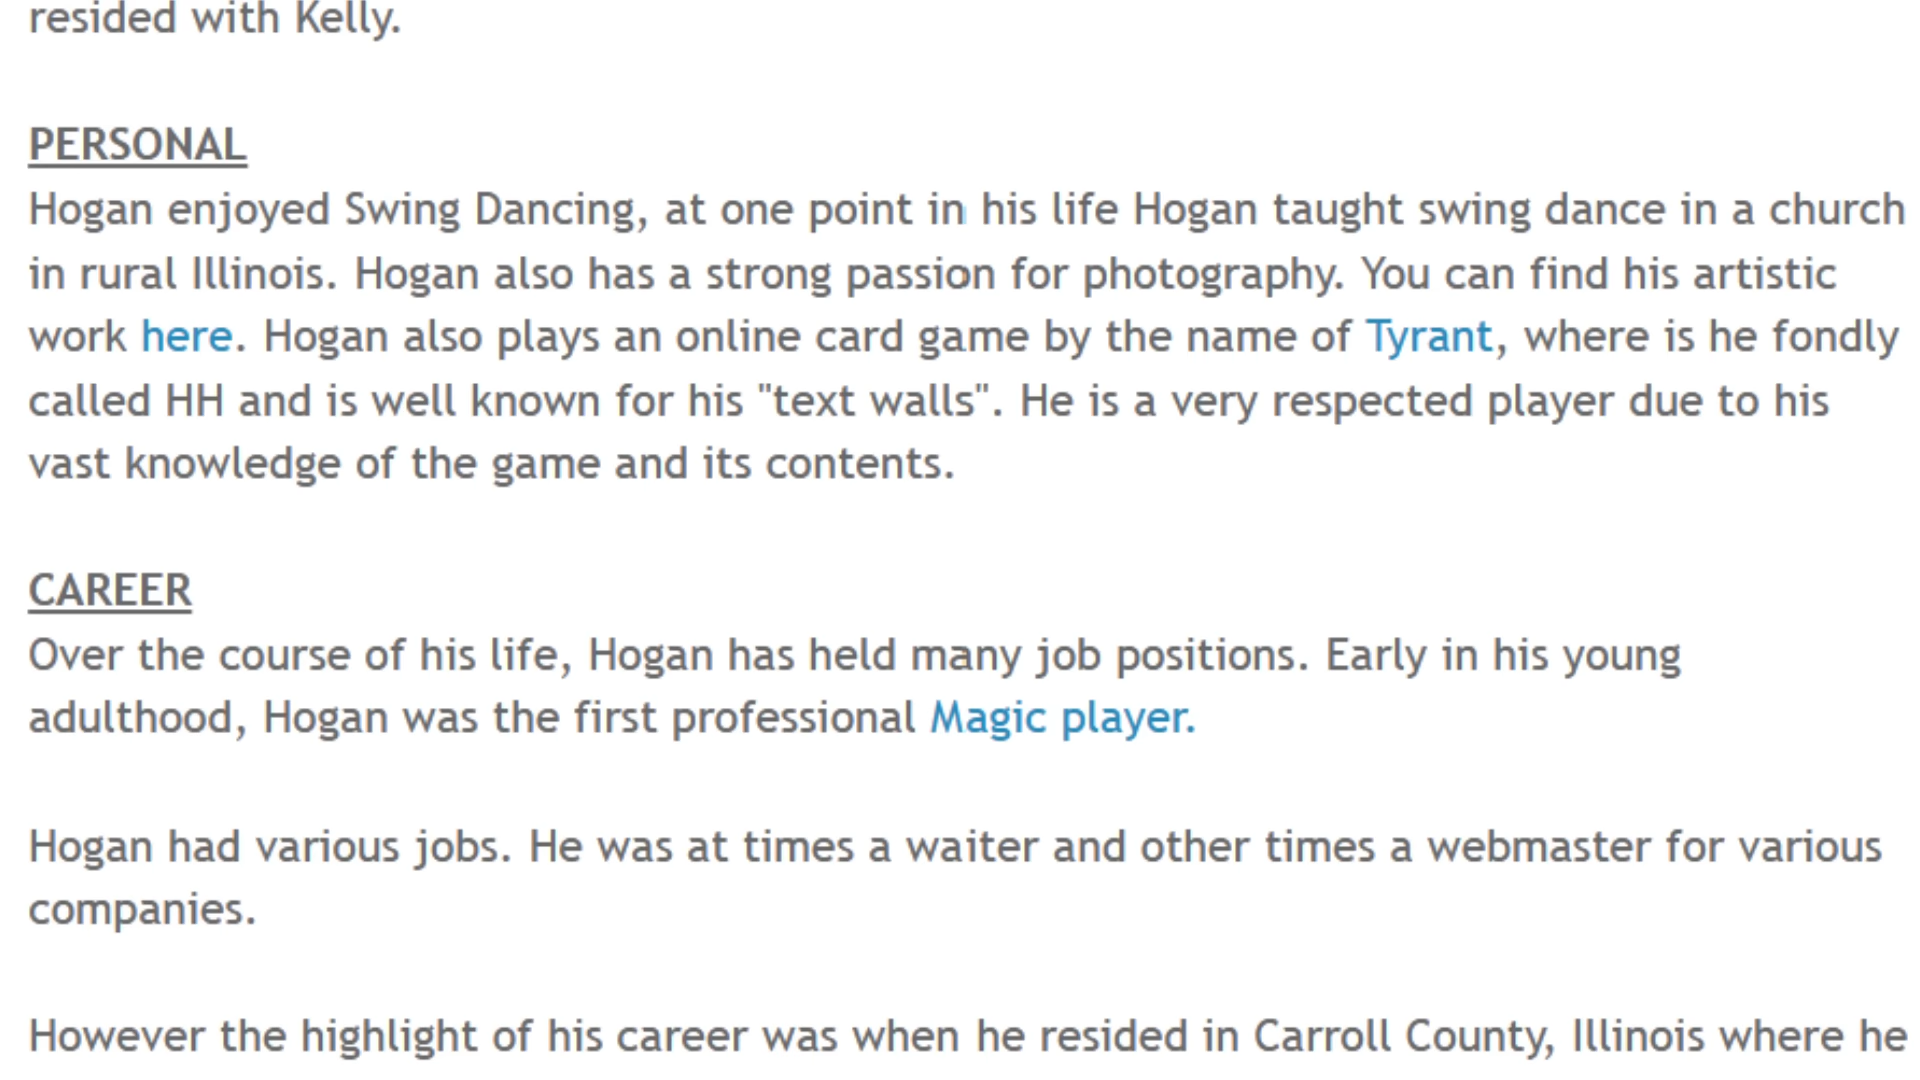 resided with Kelly.
PERSONAL
Hogan enjoyed Swing Dancing, at one point in his life Hogan taught swing dance in a church
in rural Illinois. Hogan also has a strong passion for photography. You can find his artistic
work here. Hogan also plays an online card game by the name of Tyrant, where is he fondly
called HH and is well known for his "text walls". He is a very respected player due to his
vast knowledge of the game and its contents.
CAREER
Over the course of his life, Hogan has held many job positions. Early in his young
adulthood, Hogan was the first professional Magic player.
Hogan had various jobs. He was at times a waiter and other times a webmaster for various
companies.
However the highlight of his career was when he resided in Carroll County, Illinois where he